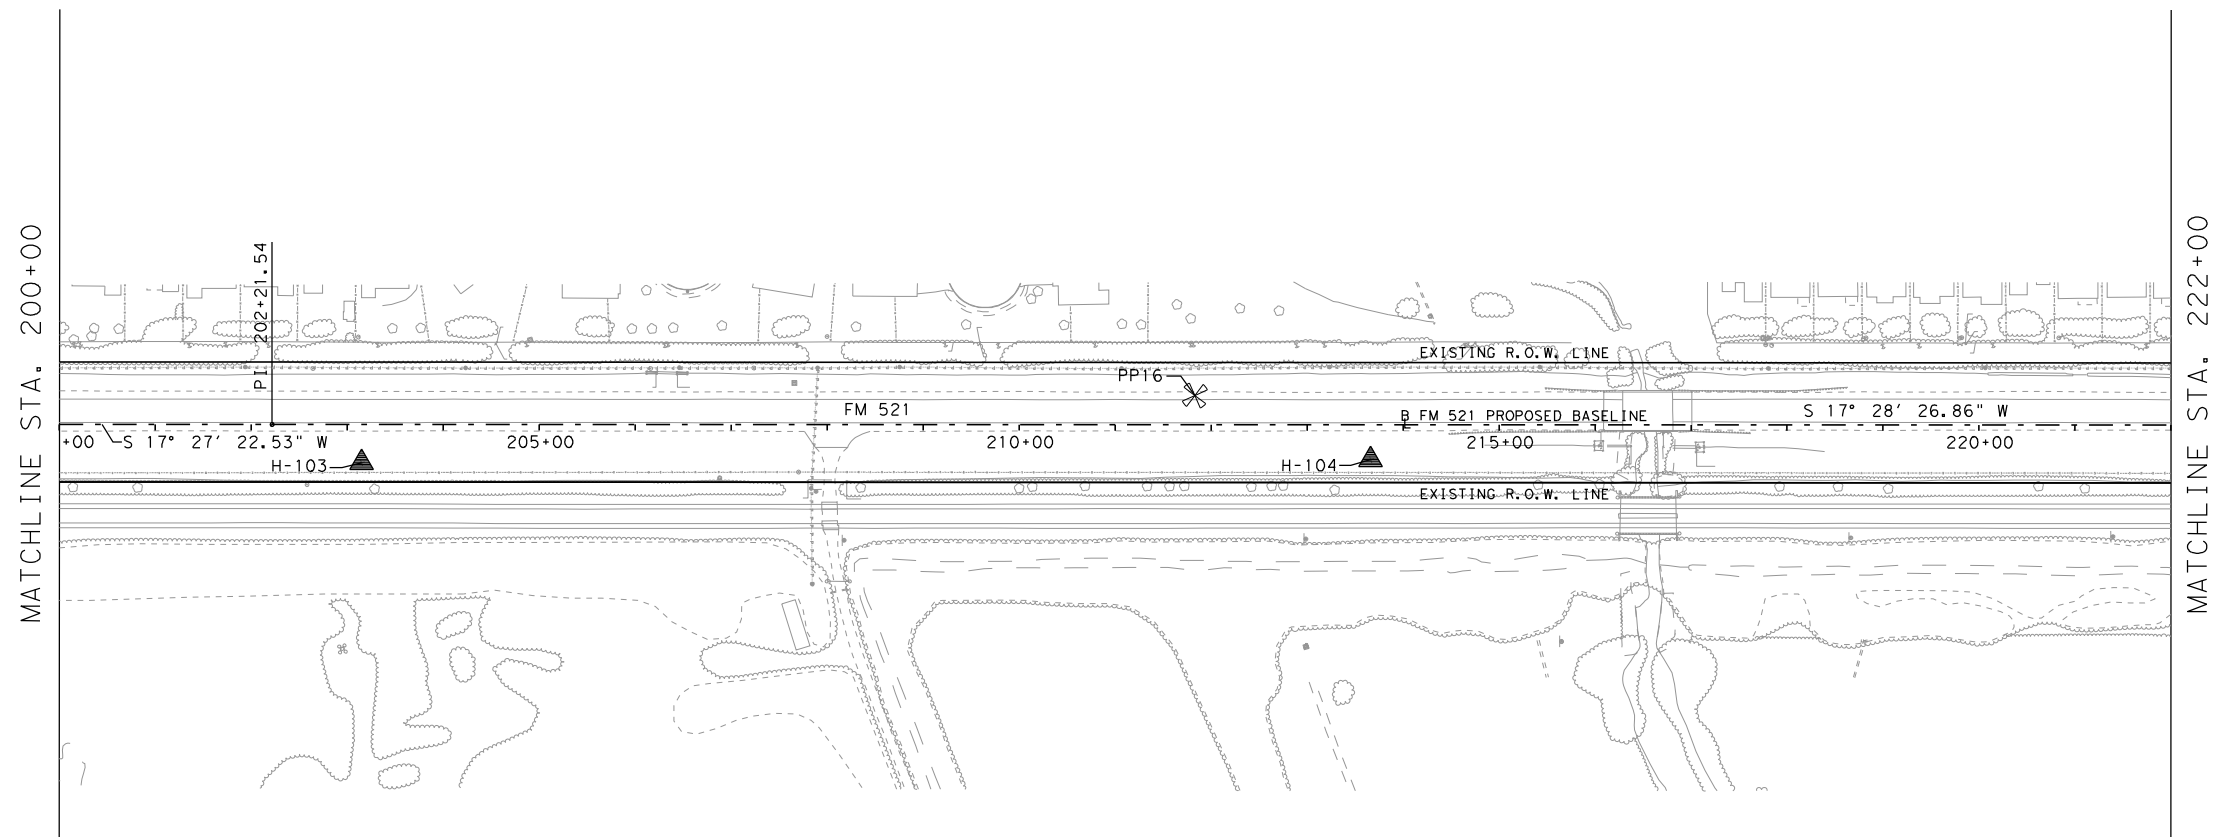 MATCHLINE STA. 200+00
PI 202+21.54
EXISTING R.O.W. LINE
PP16
FM 521
B FM 521 PROPOSED BASELINE
S 17° 28' 26.86" W
+00
S 17° 27' 22.53" W
205+00
210+00
215+00
220+00
H-103
H-104
EXISTING R.O.W. LINE
MATCHLINE STA. 222+00